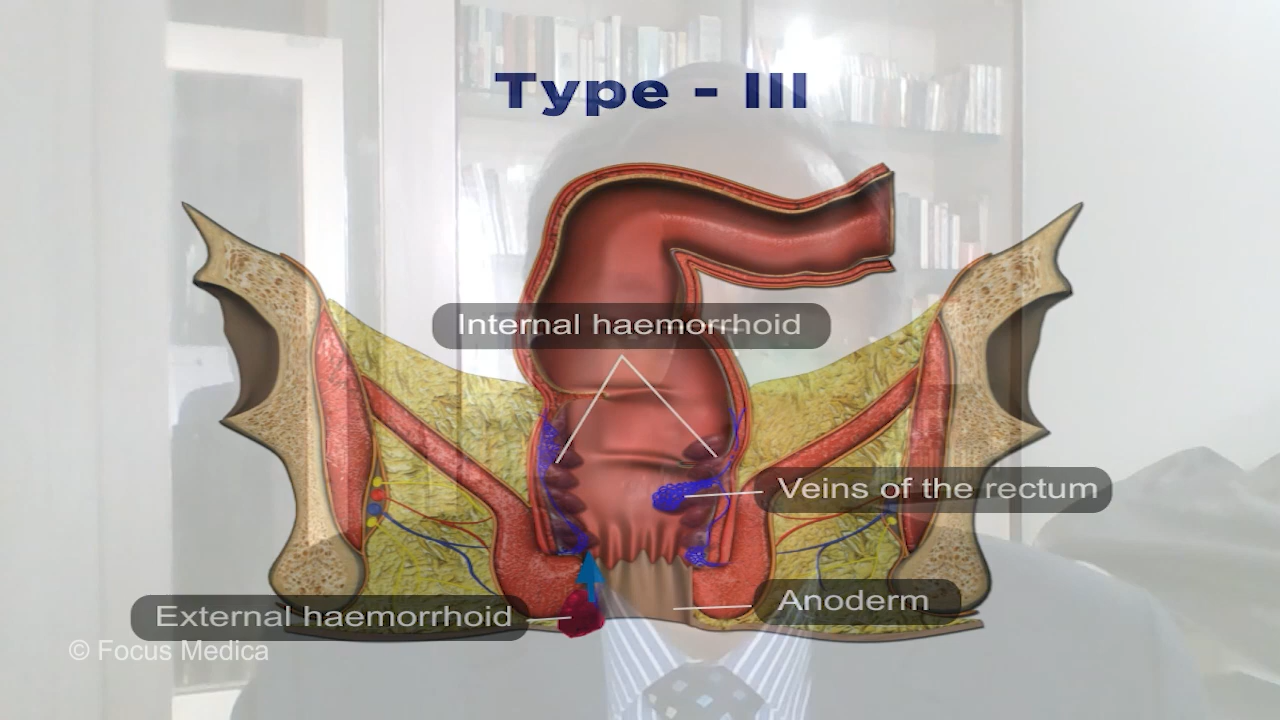 Type - III
Internal haemorrhoid
Veins of the rectum
Anoderm
External haemorrhoid
© Focus Medica